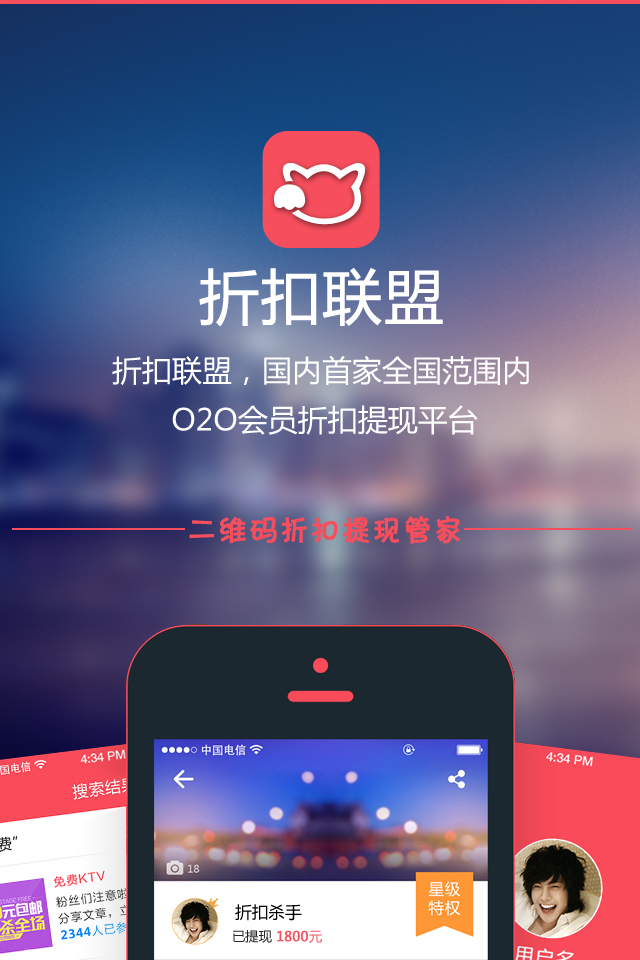 折扣联盟
折扣联盟，国内首家全国范围内
O2O会员折扣提现平台
二维码折扣提现管家
中国电信
18
星级
特权
折扣杀手
已提现 1800元
国电信
4:34 PM
搜索结果
费”
免费KTV
粉丝们注意啦
分享文章，
2344人已参
元包邮
杀全场
4:34 PM
用户名